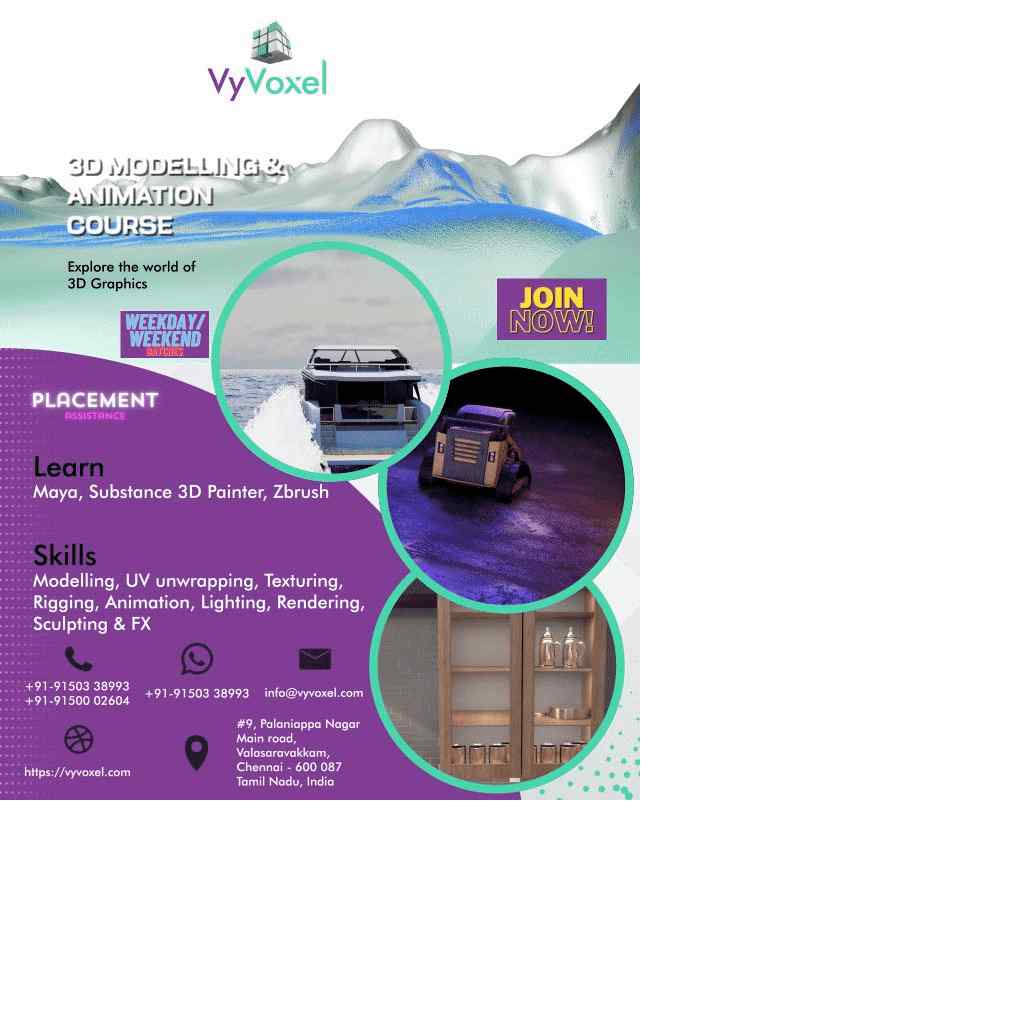 VyVoxel
3D MODELLING &
ANIMATION
COURSE
Explore the world of
3D Graphics
JOIN
NOW!
WEEKDAY/
WEEKEND
BATCHES
PLACEMENT
ASSISTANCE
Learn
Maya, Substance 3D Painter, Zbrush
Skills
Modelling, UV unwrapping, Texturing,
Rigging, Animation, Lighting, Rendering,
Sculpting & FX
+91-91503 38993
+91-91500 02604
+91-91503 38993
info@vyvoxel.com
https://vyvoxel.com
#9, Palaniappa Nagar
Main road,
Valasaravakkam,
Chennai - 600 087
Tamil Nadu, India